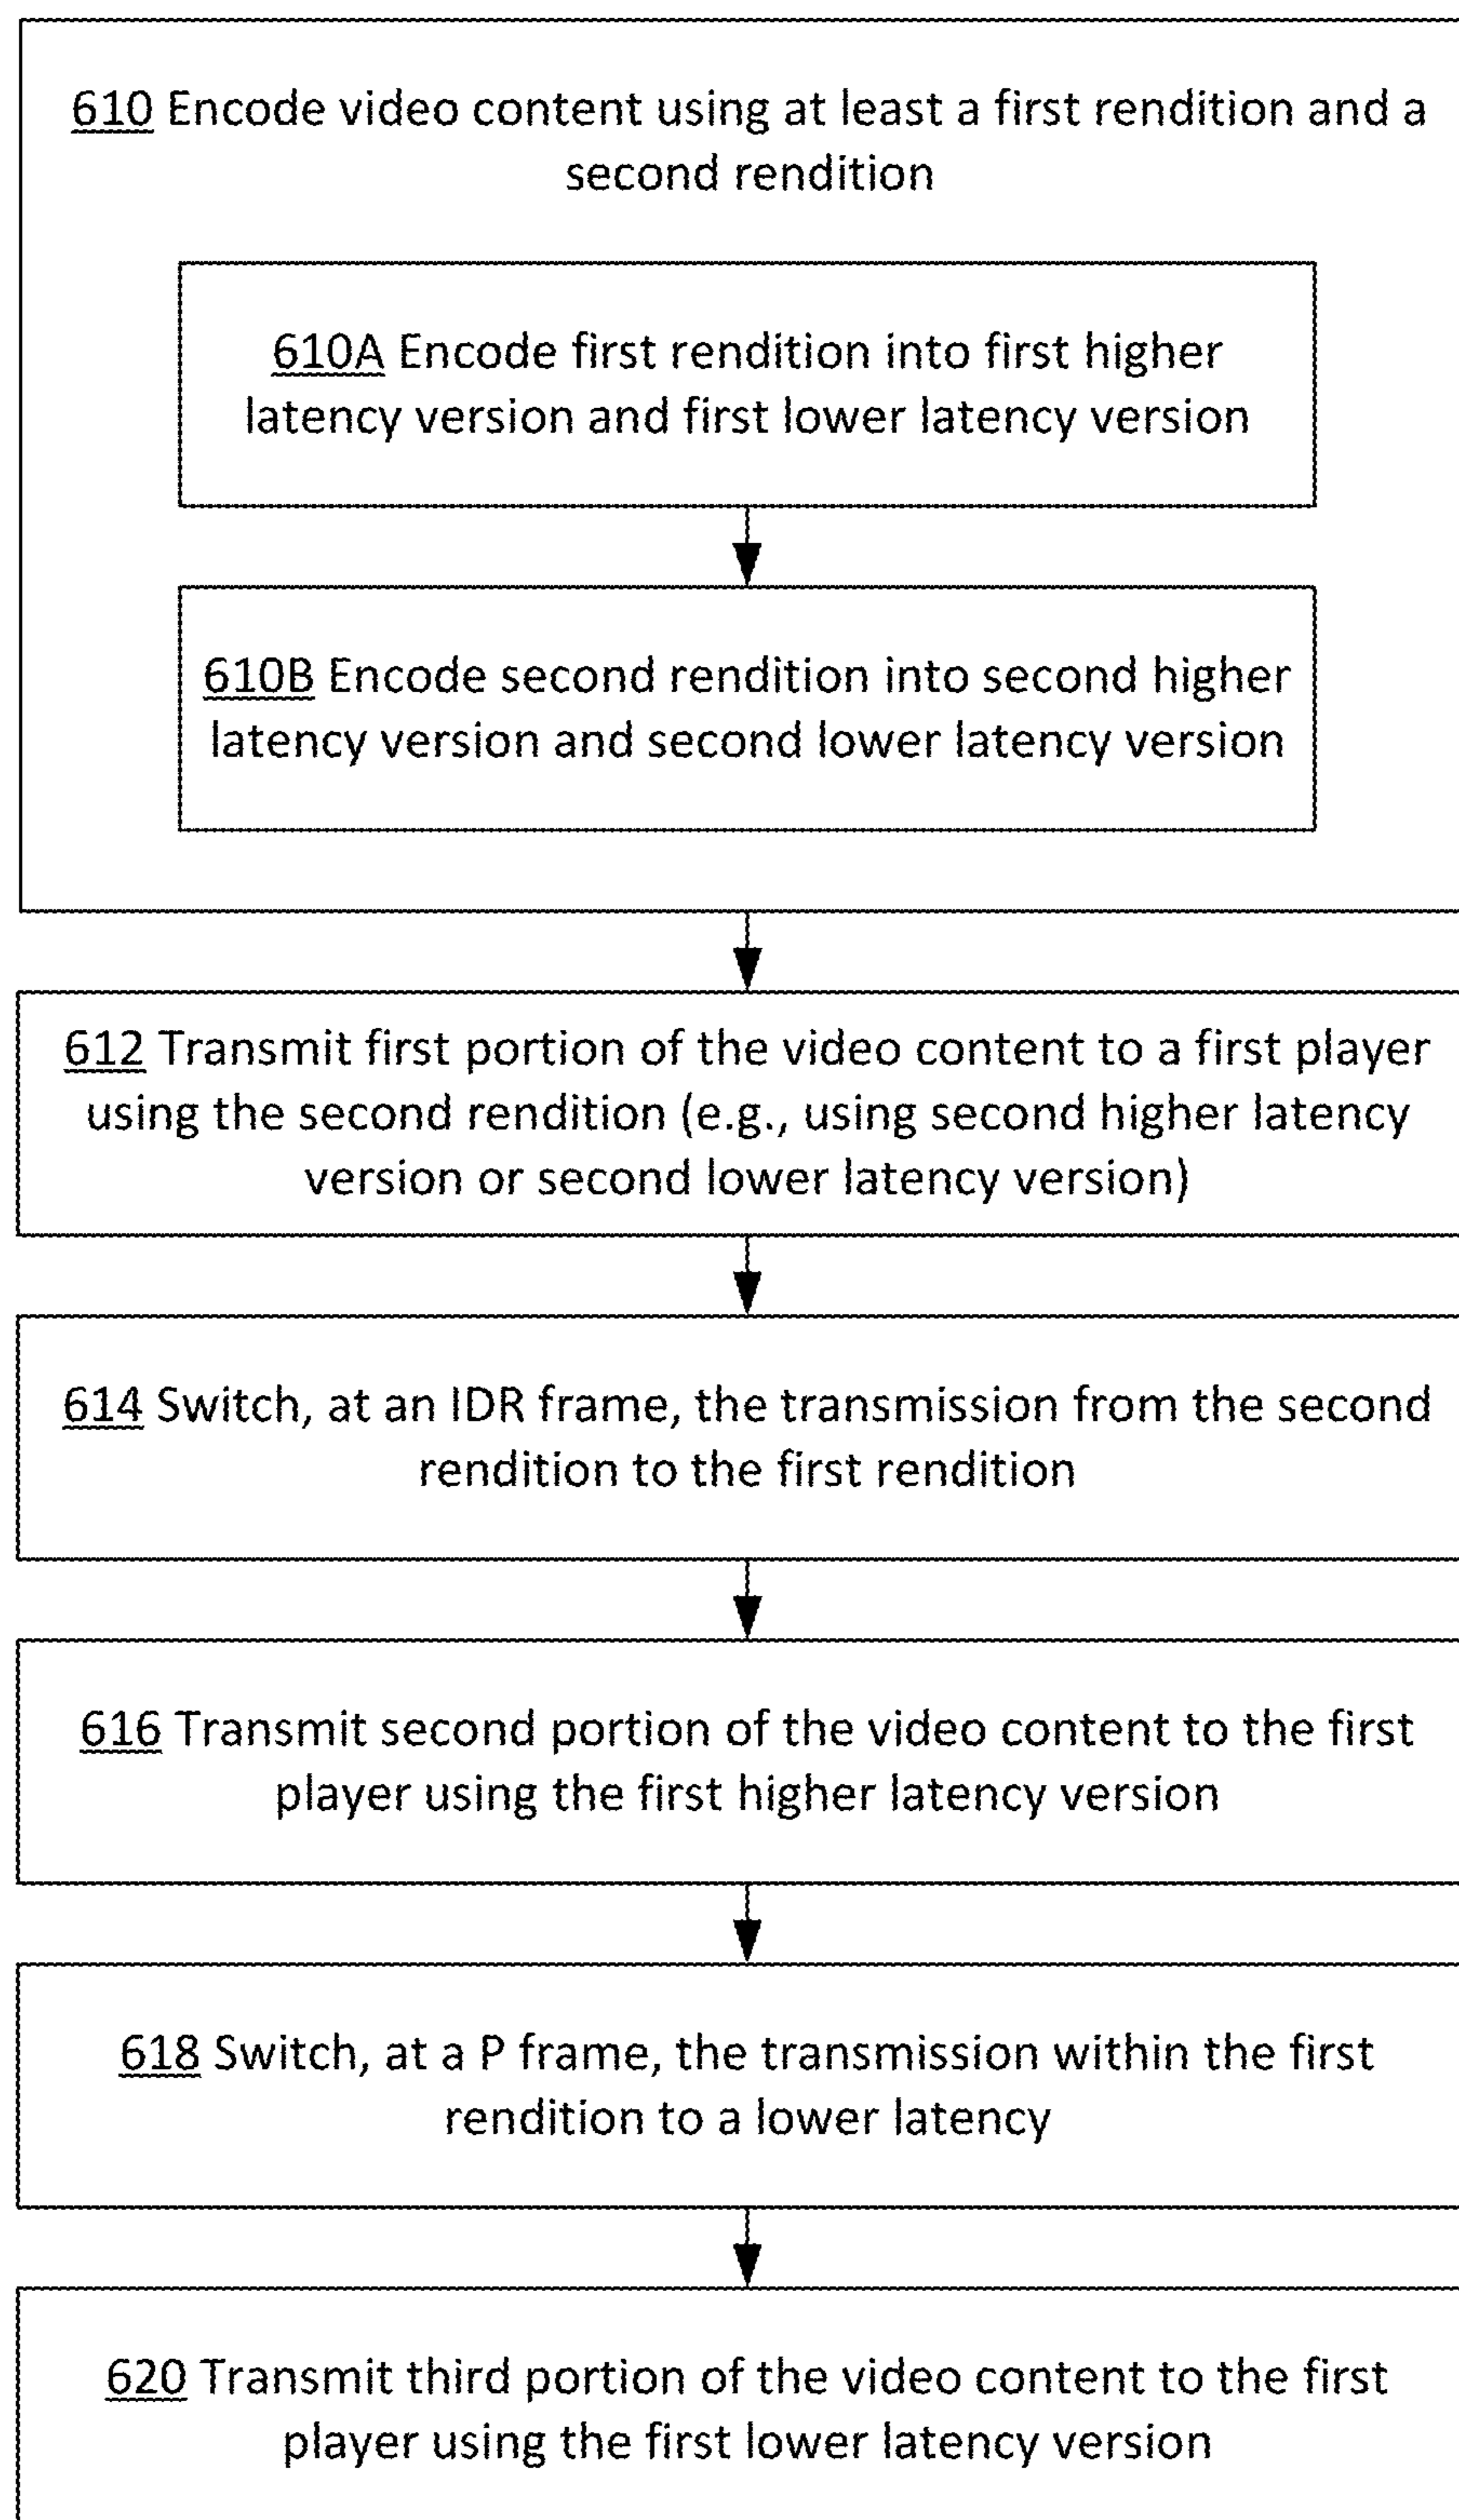 610 Encode video content using at least a first rendition and a
second rendition
610A Encode first rendition into first higher
latency version and first lower latency version
610B Encode second rendition into second higher
latency version and second lower latency version
612 Transmit first portion of the video content to a first player
using the second rendition (e.g., using second higher latency
version or second lower latency version)
614 Switch, at an IDR frame, the transmission from the second
rendition to the first rendition
616 Transmit second portion of the video content to the first
player using the first higher latency version
618 Switch, at a P frame, the transmission within the first
rendition to a lower latency
620 Transmit third portion of the video content to the first
player using the first lower latency version